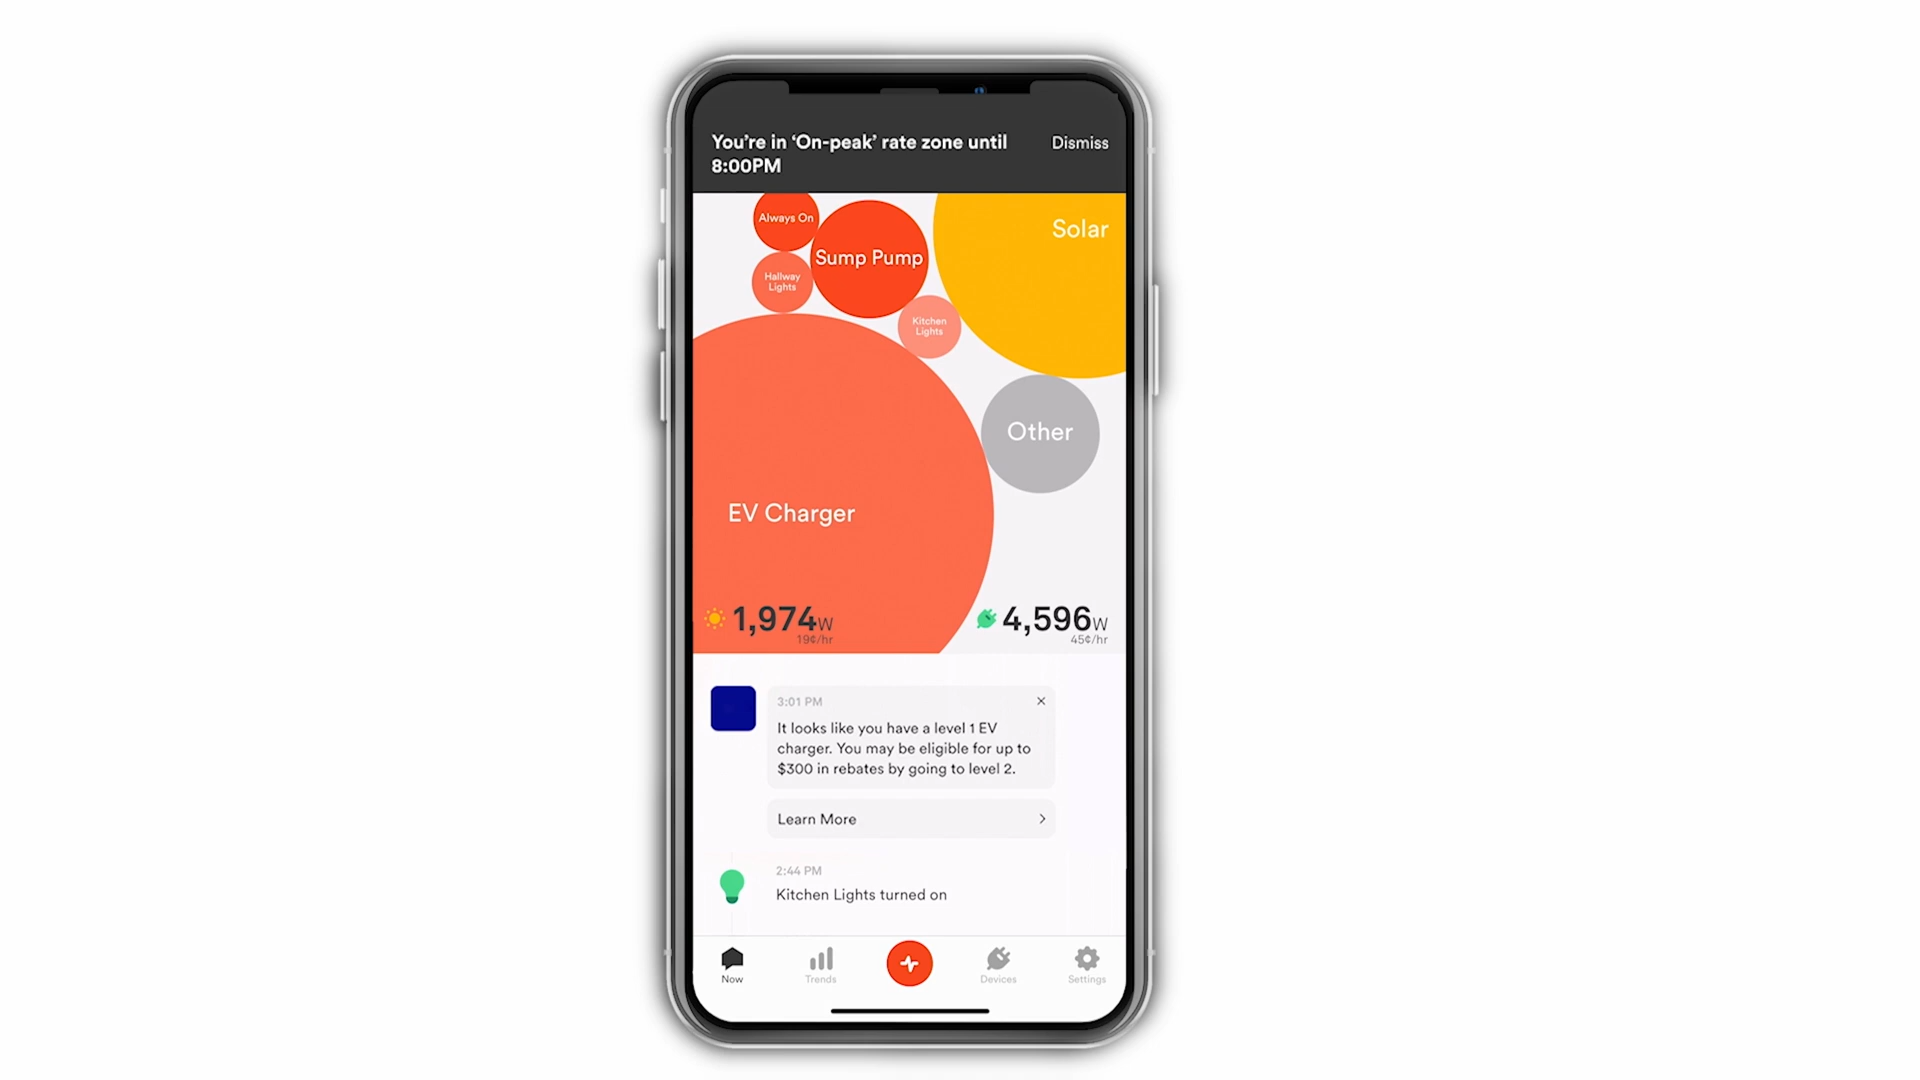 You're in ‘On-peak’ rate zone until
8:00PM
Dismiss
Always On
Sump Pump
Solar
Hallway
Lights
Kitchen
Lights
Other
EV Charger
1,974W
19¢/hr
4,596W
45¢/hr
3:01 PM
It looks like you have a level 1 EV
charger. You may be eligible for up to
$300 in rebates by going to level 2.
Learn More
2:44 PM
Kitchen Lights turned on
Now
Trends
Devices
Settings